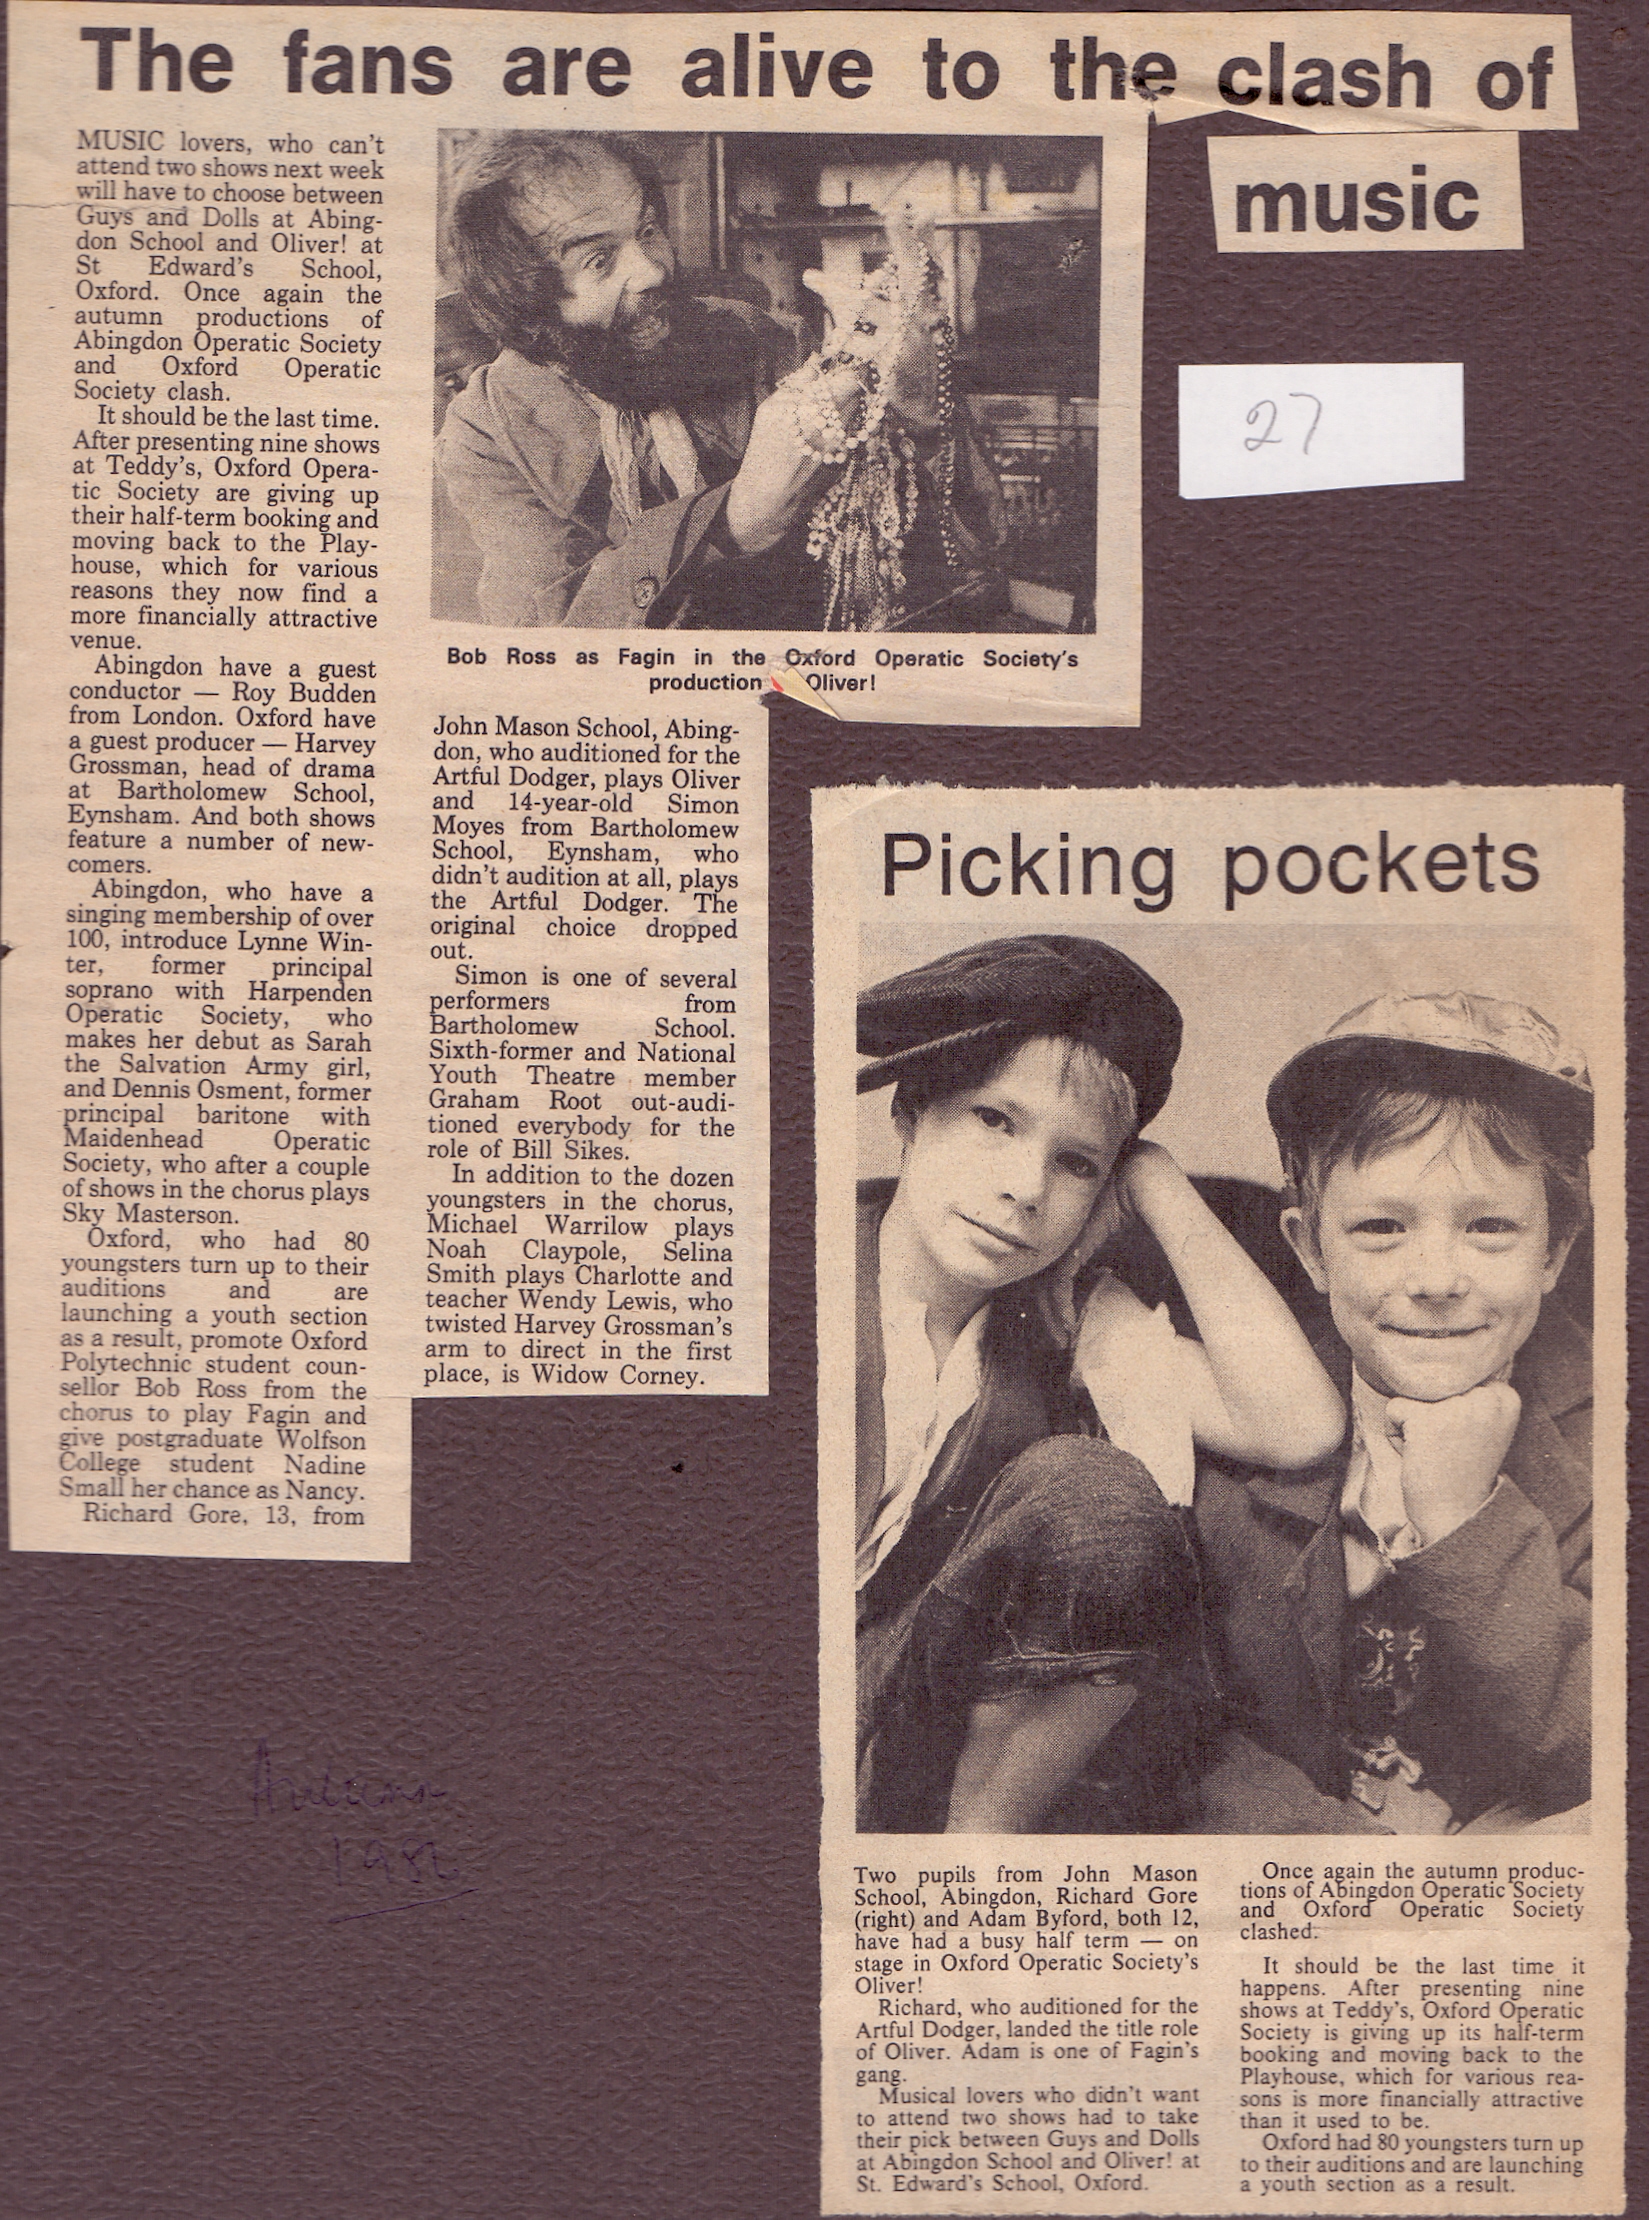 The fans are alive to the clash of
music
MUSIC lovers, who can't
attend two shows next week
will have to choose between
Guys and Dolls at Abing-
don School and Oliver! at
St Edward's School,
Oxford. Once again the
autumn productions of
Abingdon Operatic Society
and Oxford Operatic
Society clash.
It should be the last time.
After presenting nine shows
at Teddy's, Oxford Opera-
tic Society are giving up
their half-term booking and
moving back to the Play-
house, which for various
reasons they now find a
more financially attractive
venue.
Abingdon have a guest
conductor — Roy Budden
from London. Oxford have
a guest producer — Harvey
Grossman, head of drama
at Bartholomew School,
Eynsham. And both shows
feature a number of new-
comers.
Abingdon, who have a
singing membership of over
100, introduce Lynne Win-
ter, former principal
soprano with Harpenden
Operatic Society, who
makes her debut as Sarah
the Salvation Army girl,
and Dennis Osment, former
principal baritone with
Maidenhead Operatic
Society, who after a couple
of shows in the chorus plays
Sky Masterson.
Oxford, who had 80
youngsters turn up to their
auditions and are
launching a youth section
as a result, promote Oxford
Polytechnic student coun-
sellor Bob Ross from the
chorus to play Fagin and
give postgraduate Wolfson
College student Nadine
Small her chance as Nancy.
Richard Gore, 13, from
Bob Ross as Fagin in the Oxford Operatic Society's
production Oliver!
John Mason School, Abing-
don, who auditioned for the
Artful Dodger, plays Oliver
and 14-year-old Simon
Moyes from Bartholomew
School, Eynsham, who
didn't audition at all, plays
the Artful Dodger. The
original choice dropped
out.
Simon is one of several
performers from
Bartholomew School.
Sixth-former and National
Youth Theatre member
Graham Root out-audi-
tioned everybody for the
role of Bill Sikes.
In addition to the dozen
youngsters in the chorus,
Michael Warrilow plays
Noah Claypole, Selina
Smith plays Charlotte and
teacher Wendy Lewis, who
twisted Harvey Grossman's
arm to direct in the first
place, is Widow Corney.
27
Picking pockets
Two pupils from John Mason
School, Abingdon, Richard Gore
(right) and Adam Byford, both 12,
have had a busy half term — on
stage in Oxford Operatic Society's
Oliver!
Richard, who auditioned for the
Artful Dodger, landed the title role
of Oliver. Adam is one of Fagin's
gang.
Musical lovers who didn't want
to attend two shows had to take
their pick between Guys and Dolls
at Abingdon School and Oliver! at
St. Edward's School, Oxford.
Once again the autumn produc-
tions of Abingdon Operatic Society
and Oxford Operatic Society
clashed.
It should be the last time it
happens. After presenting nine
shows at Teddy's, Oxford Operatic
Society is giving up its half-term
booking and moving back to the
Playhouse, which for various rea-
sons is more financially attractive
than it used to be.
Oxford had 80 youngsters turn up
to their auditions and are launching
a youth section as a result.
Autumn